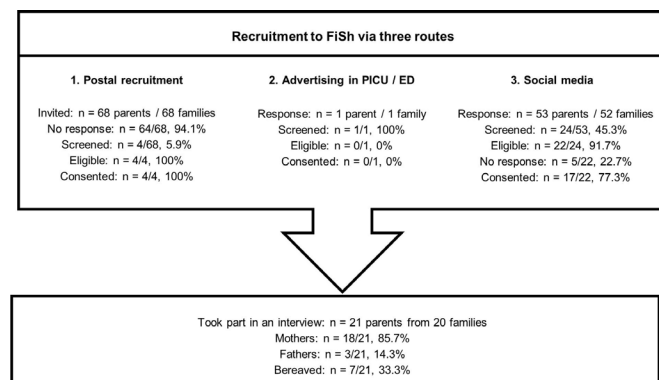 Recruitment to FiSh via three routes
1. Postal recruitment
Invited: n = 68 parents / 68 families
No response: n = 64/68, 94.1%
Screened: n = 4/68, 5.9%
Eligible: n = 4/4, 100%
Consented: n = 4/4, 100%
2. Advertising in PICU / ED
Response: n = 1 parent / 1 family
Screened: n = 1/1, 100%
Eligible: n = 0/1, 0%
Consented: n = 0/1, 0%
3. Social media
Response: n = 53 parents / 52 families
Screened: n = 24/53, 45.3%
Eligible: n = 22/24, 91.7%
No response: n = 5/22, 22.7%
Consented: n = 17/22, 77.3%
Took part in an interview: n = 21 parents from 20 families
Mothers: n = 18/21, 85.7%
Fathers: n = 3/21, 14.3%
Bereaved: n = 7/21, 33.3%